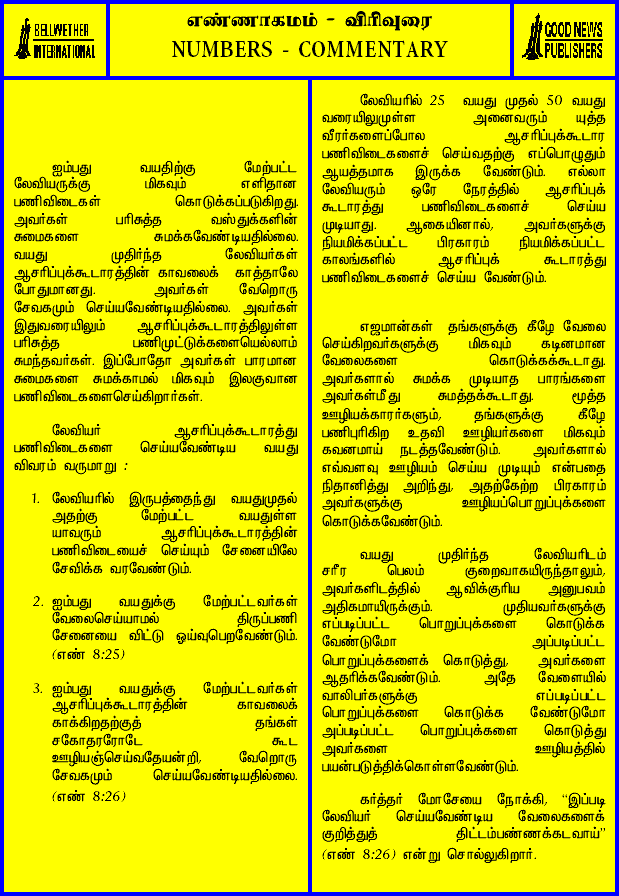 BELLWETHER
INTERNATIONAL
எண்ணாகமம் - விரிவுரை
NUMBERS - COMMENTARY
GOOD NEWS
PUBLISHERS
ஐம்பது வயதிற்கு மேற்பட்ட
லேவியருக்கு மிகவும் எளிதான
பணிவிடைகள் கொடுக்கப்படுகிறது.
அவர்கள் பரிசுத்த வஸ்துக்களின்
சுமைகளை சுமக்கவேண்டியதில்லை.
வயது முதிர்ந்த லேவியர்கள்
ஆசரிப்புக்கூடாரத்தின் காவலைக் காத்தாலே
போதுமானது. அவர்கள் வேறொரு
சேவகமும் செய்யவேண்டியதில்லை. அவர்கள்
இதுவரையிலும் ஆசரிப்புக்கூடாரத்திலுள்ள
பரிசுத்த பணிமுட்டுக்களையெல்லாம்
சுமந்தவர்கள். இப்போதோ அவர்கள் பாரமான
சுமைகளை சுமக்காமல் மிகவும் இலகுவான
பணிவிடைகளைசெய்கிறார்கள்.
லேவியர் ஆசரிப்புக்கூடாரத்து
பணிவிடைகளை செய்யவேண்டிய வயது
விவரம் வருமாறு :
1. லேவியரில் இருபத்தைந்து வயதுமுதல்
அதற்கு மேற்பட்ட வயதுள்ள
யாவரும் ஆசரிப்புக்கூடாரத்தின்
பணிவிடையைச் செய்யும் சேனையிலே
சேவிக்க வரவேண்டும்.
2. ஐம்பது வயதுக்கு மேற்பட்டவர்கள்
வேலைசெய்யாமல் திருப்பணி
சேனையை விட்டு ஓய்வுபெறவேண்டும்.
(எண் 8:25)
3. ஐம்பது வயதுக்கு மேற்பட்டவர்கள்
ஆசரிப்புக்கூடாரத்தின் காவலைக்
காக்கிறதற்குத் தங்கள்
சகோதரரோடே கூட
ஊழியஞ்செய்வதேயன்றி, வேறொரு
சேவகமும் செய்யவேண்டியதில்லை.
(எண் 8:26)
லேவியரில் 25 வயது முதல் 50 வயது
வரையிலுமுள்ள அனைவரும் யுத்த
வீரர்களைப்போல ஆசரிப்புக்கூடார
பணிவிடைகளைச் செய்வதற்கு எப்பொழுதும்
ஆயத்தமாக இருக்க வேண்டும். எல்லா
லேவியரும் ஒரே நேரத்தில் ஆசரிப்புக்
கூடாரத்து பணிவிடைகளைச் செய்ய
முடியாது. ஆகையினால், அவர்களுக்கு
நியமிக்கப்பட்ட பிரகாரம் நியமிக்கப்பட்ட
காலங்களில் ஆசரிப்புக் கூடாரத்து
பணிவிடைகளைச் செய்ய வேண்டும்.
எஜமான்கள் தங்களுக்கு கீழே வேலை
செய்கிறவர்களுக்கு மிகவும் கடினமான
வேலைகளை கொடுக்கக்கூடாது.
அவர்களால் சுமக்க முடியாத பாரங்களை
அவர்கள்மீது சுமத்தக்கூடாது. மூத்த
ஊழியக்காரர்களும், தங்களுக்கு கீழே
பணிபுரிகிற உதவி ஊழியர்களை மிகவும்
கவனமாய் நடத்தவேண்டும். அவர்களால்
எவ்வளவு ஊழியம் செய்ய முடியும் என்பதை
நிதானித்து அறிந்து, அதற்கேற்ற பிரகாரம்
அவர்களுக்கு ஊழியப்பொறுப்புக்களை
கொடுக்கவேண்டும்.
வயது முதிர்ந்த லேவியரிடம்
சரீர பெலம் குறைவாகயிருந்தாலும்,
அவர்களிடத்தில் ஆவிக்குரிய அனுபவம்
அதிகமாயிருக்கும். முதியவர்களுக்கு
எப்படிப்பட்ட பொறுப்புக்களை கொடுக்க
வேண்டுமோ அப்படிப்பட்ட
பொறுப்புக்களைக் கொடுத்து, அவர்களை
ஆதரிக்கவேண்டும். அதே வேளையில்
வாலிபர்களுக்கு எப்படிப்பட்ட
பொறுப்புக்களை கொடுக்க வேண்டுமோ
அப்படிப்பட்ட பொறுப்புக்களை கொடுத்து
அவர்களை ஊழியத்தில்
பயன்படுத்திக்கொள்ளவேண்டும்.
கர்த்தர் மோசேயை நோக்கி, “இப்படி
லேவியர் செய்யவேண்டிய வேலைகளைக்
குறித்துத் திட்டம்பண்ணக்கடவாய்”
(எண் 8:26) என்று சொல்லுகிறார்.